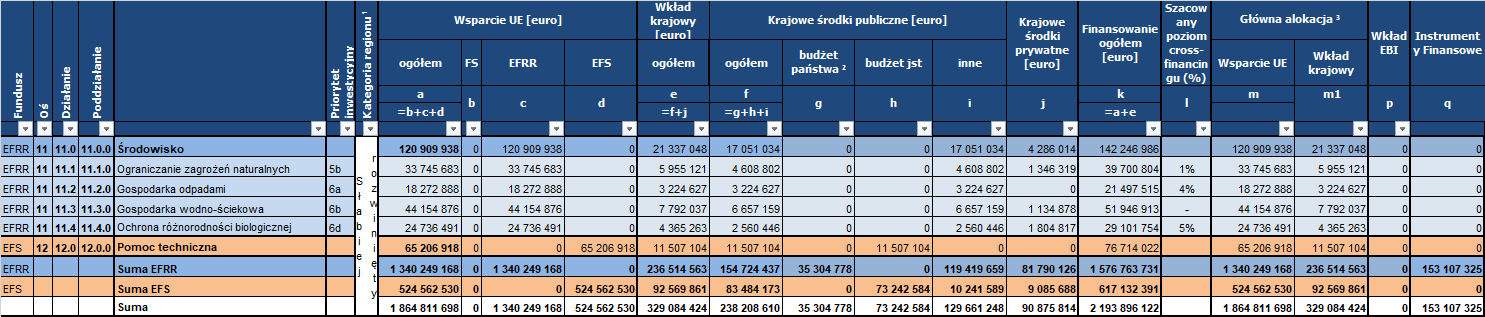 Fundusz
Oś
Działanie
Poddziałanie
Priorytet inwestycyjny
Kategoria regionu ¹
Wsparcie UE [euro]
Wkład krajowy [euro]
Krajowe środki publiczne [euro]
Krajowe środki prywatne [euro]
Finansowanie ogółem [euro]
Szacowany poziom cross-financingu (%)
Główna alokacja ³
Wkład EBI
Instrumenty Finansowe
ogółem FS EFRR EFS ogółem ogółem budżet państwa ² budżet jst inne Wsparcie UE Wkład krajowy
a b c d e f g h i j k l m m1 p q
=b+c+d =f+j =g+h+i =a+e
EFRR 11 11.0 11.0.0 Środowisko 120 909 938 0 120 909 938 0 21 337 048 17 051 034 0 0 17 051 034 4 286 014 142 246 986 120 909 938 21 337 048 0 0
EFRR 11 11.1 11.1.0 Ograniczanie zagrożeń naturalnych 5b 33 745 683 0 33 745 683 0 5 955 121 4 608 802 0 0 4 608 802 1 346 319 39 700 804 1% 33 745 683 5 955 121 0 0
EFRR 11 11.2 11.2.0 Gospodarka odpadami 6a 18 272 888 0 18 272 888 0 3 224 627 3 224 627 0 0 3 224 627 0 21 497 515 4% 18 272 888 3 224 627 0 0
EFRR 11 11.3 11.3.0 Gospodarka wodno-ściekowa 6b 44 154 876 0 44 154 876 0 7 792 037 6 657 159 0 0 6 657 159 1 134 878 51 946 913 - 44 154 876 7 792 037 0 0
EFRR 11 11.4 11.4.0 Ochrona różnorodności biologicznej 6d 24 736 491 0 24 736 491 0 4 365 263 2 560 446 0 0 2 560 446 1 804 817 29 101 754 5% 24 736 491 4 365 263 0 0
EFS 12 12.0 12.0.0 Pomoc techniczna 65 206 918 0 0 65 206 918 11 507 104 11 507 104 0 11 507 104 0 0 76 714 022 65 206 918 11 507 104 0 0
EFRR Suma EFRR 1 340 249 168 0 1 340 249 168 0 236 514 563 154 724 437 35 304 778 0 119 419 659 81 790 126 1 576 763 731 1 340 249 168 236 514 563 0 153 107 325
EFS Suma EFS 524 562 530 0 0 524 562 530 92 569 861 83 484 173 0 73 242 584 10 241 589 9 085 688 617 132 391 524 562 530 92 569 861 0 0
Suma 1 864 811 698 0 1 340 249 168 524 562 530 329 084 424 238 208 610 35 304 778 73 242 584 129 661 248 90 875 814 2 193 896 122 1 864 811 698 329 084 424 0 153 107 325
Słabiej rozwinięty